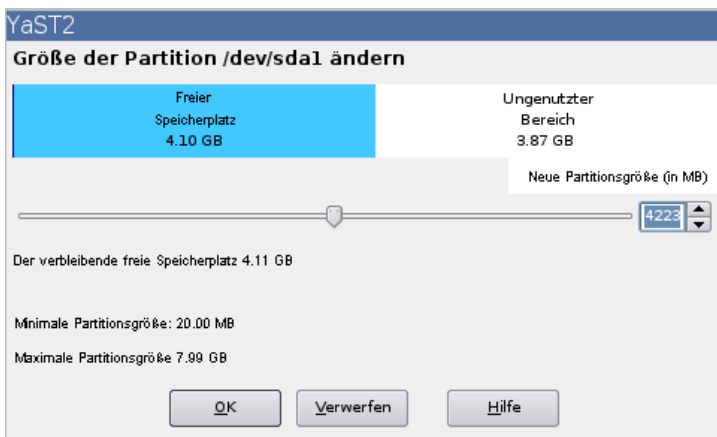 YaST2
Größe der Partition /dev/sda1 ändern
Freier
Speicherplatz
4.10 GB
Ungenutzter
Bereich
3.87 GB
Neue Partitionsgröße (in MB)
4223
Der verbleibende freie Speicherplatz 4.11 GB
Minimale Partitionsgröße: 20.00 MB
Maximale Partitionsgröße 7.99 GB
OK
Verwerfen
Hilfe